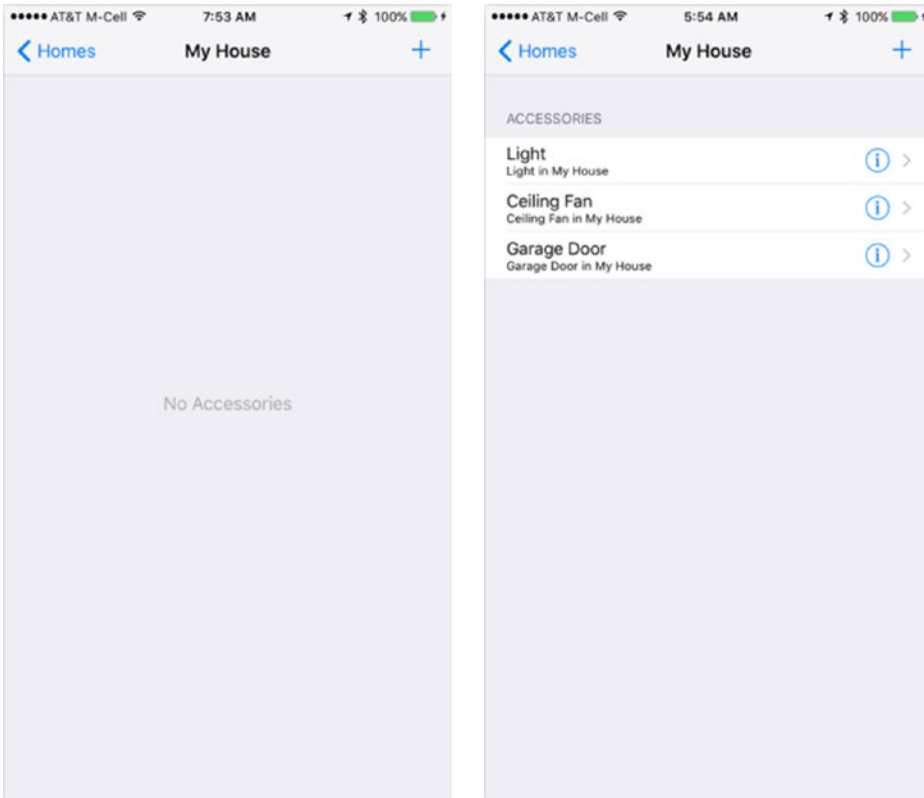 AT&T M-Cell 7:53 AM 100%
Homes My House +
No Accessories
AT&T M-Cell 5:54 AM 100%
Homes My House +
ACCESSORIES
Light
Light in My House
Ceiling Fan
Ceiling Fan in My House
Garage Door
Garage Door in My House